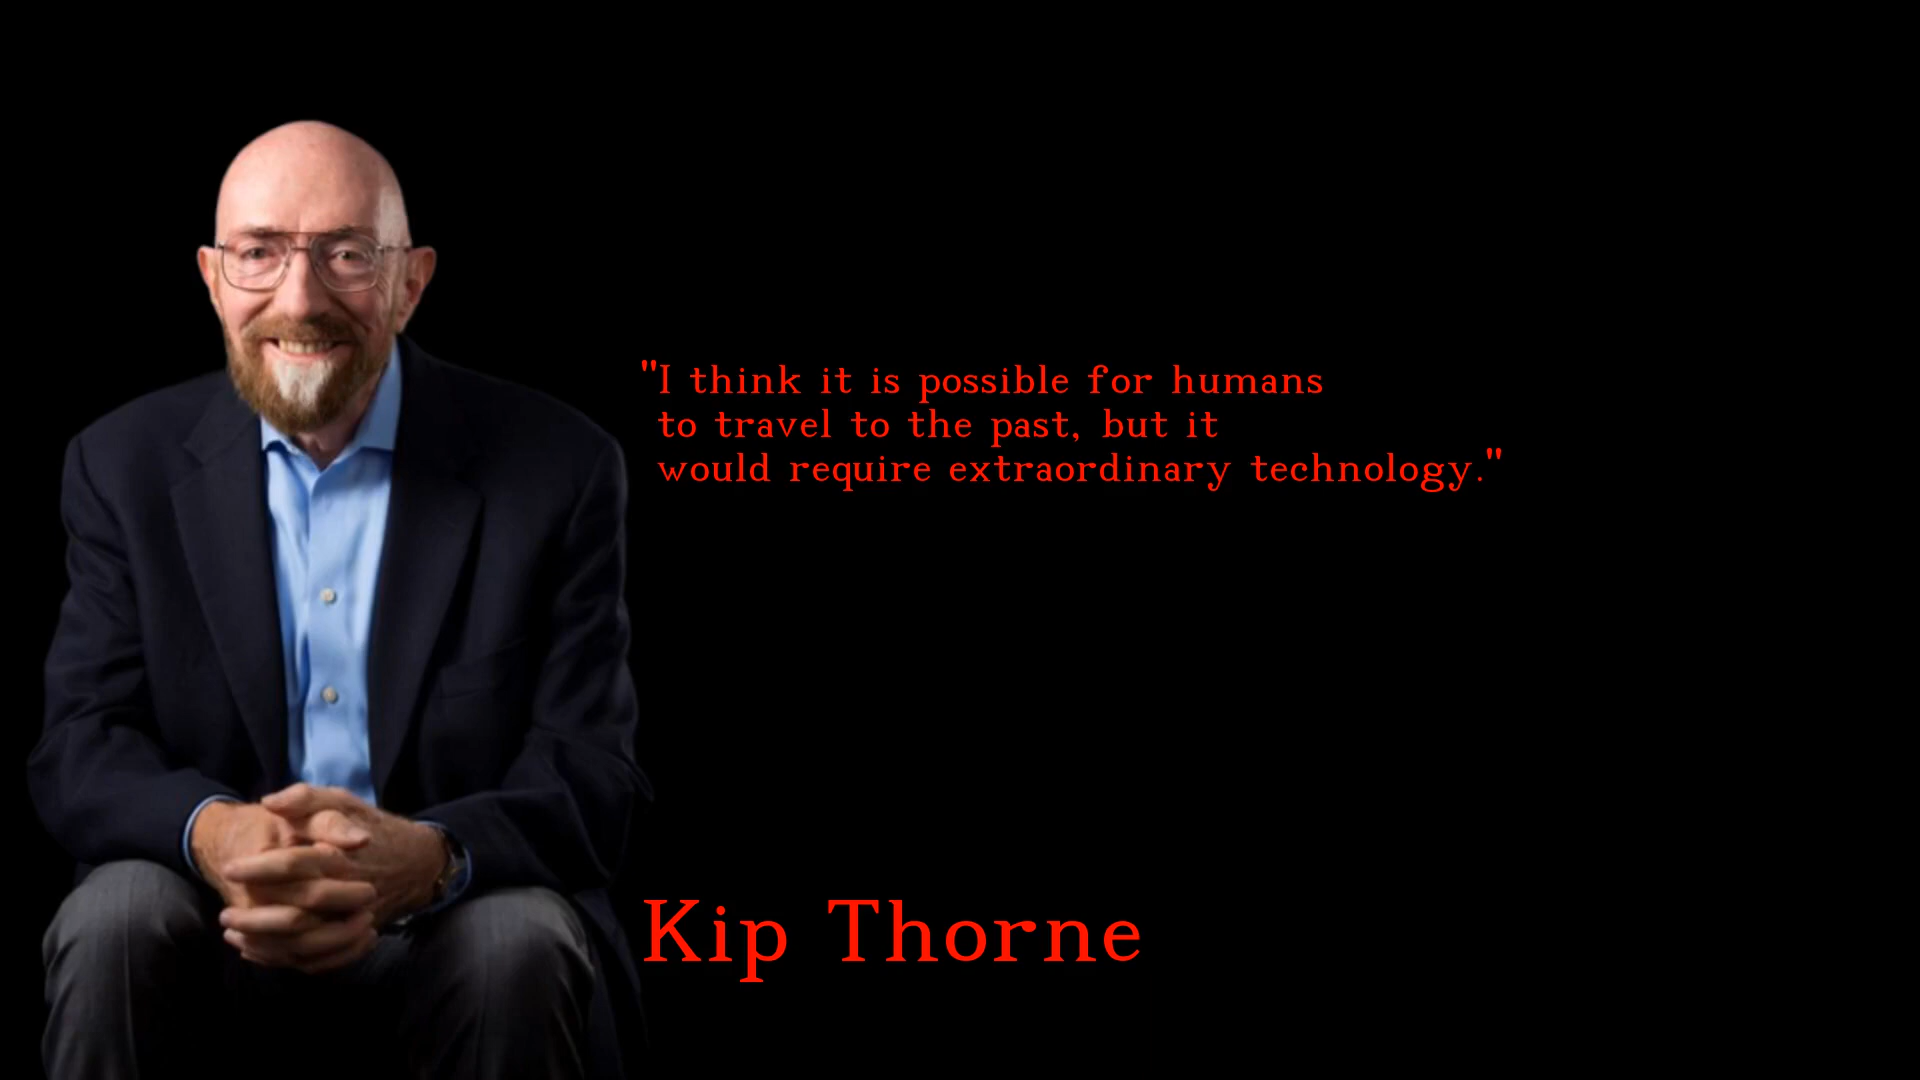 "I think it is possible for humans
to travel to the past, but it
would require extraordinary technology."
Kip Thorne